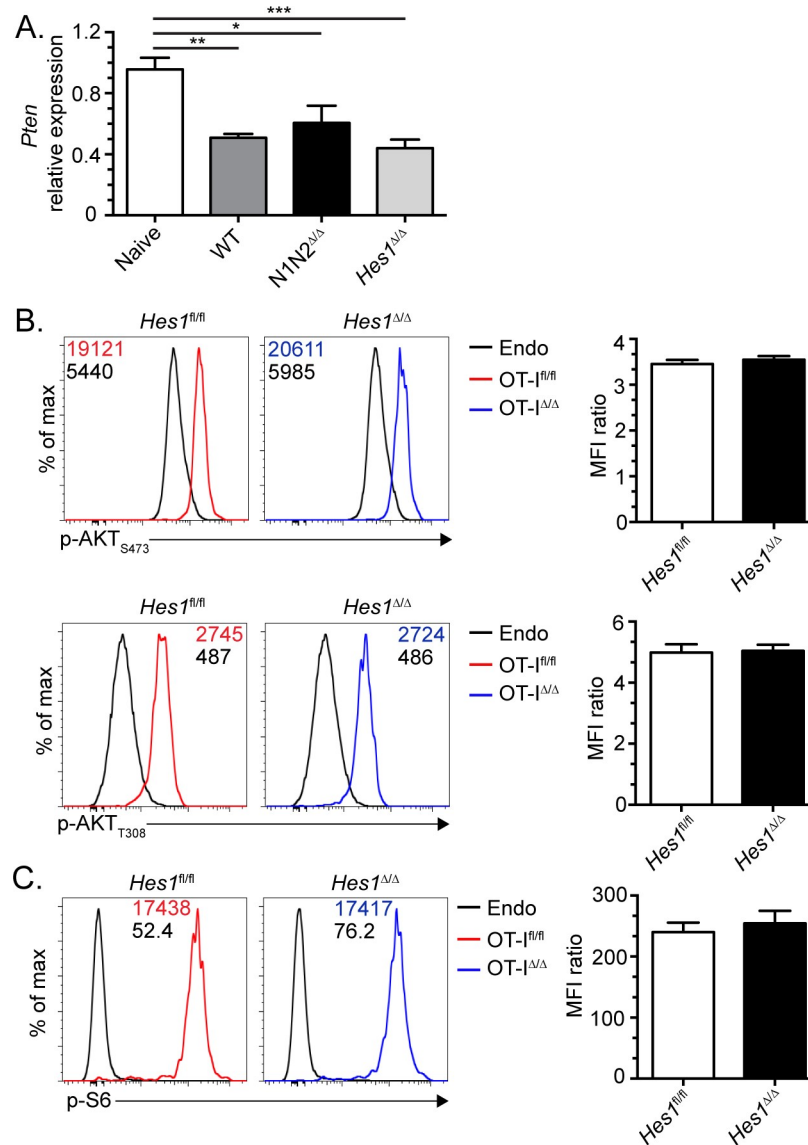 A.
***
*
**
1.2
0.8
0.4
0
Pten
relative expression
Naive
WT
N1N2Δ/Δ
Hes1Δ/Δ
B.
Hes1fl/fl
Hes1Δ/Δ
19121
5440
20611
5985
Endo
OT-Ifl/fl
OT-IΔ/Δ
% of max
p-AKTS473
4
3
2
1
0
MFI ratio
Hes1fl/fl
Hes1Δ/Δ
Hes1fl/fl
Hes1Δ/Δ
2745
487
2724
486
Endo
OT-Ifl/fl
OT-IΔ/Δ
% of max
p-AKTT308
6
4
2
0
MFI ratio
Hes1fl/fl
Hes1Δ/Δ
C.
Hes1fl/fl
Hes1Δ/Δ
17438
52.4
17417
76.2
Endo
OT-Ifl/fl
OT-IΔ/Δ
% of max
p-S6
300
200
100
0
MFI ratio
Hes1fl/fl
Hes1Δ/Δ